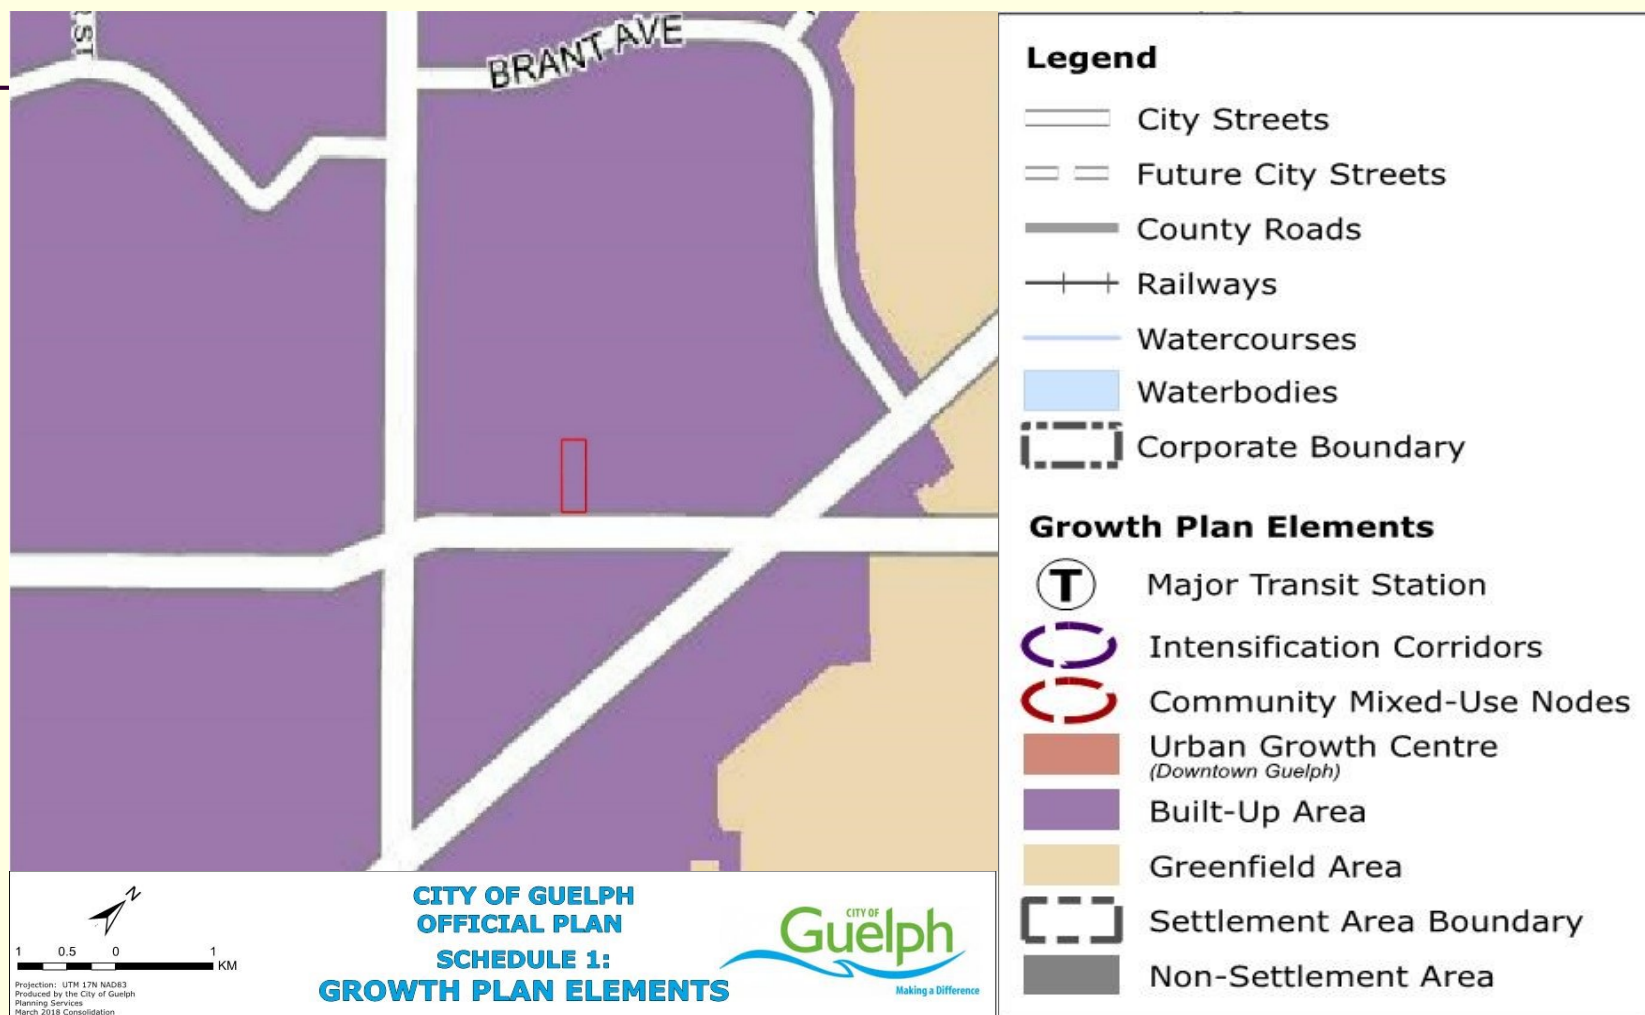 BRANT AVE
ST
Legend
City Streets
Future City Streets
County Roads
Railways
Watercourses
Waterbodies
Corporate Boundary
Growth Plan Elements
T Major Transit Station
Intensification Corridors
Community Mixed-Use Nodes
Urban Growth Centre
(Downtown Guelph)
Built-Up Area
Greenfield Area
Settlement Area Boundary
Non-Settlement Area
N
1 0.5 0 1
KM
Projection: UTM 17N NAD83
Produced by the City of Guelph
Planning Services
March 2018 Consolidation
CITY OF GUELPH
OFFICIAL PLAN
SCHEDULE 1:
GROWTH PLAN ELEMENTS
CITY OF
Guelph
Making a Difference